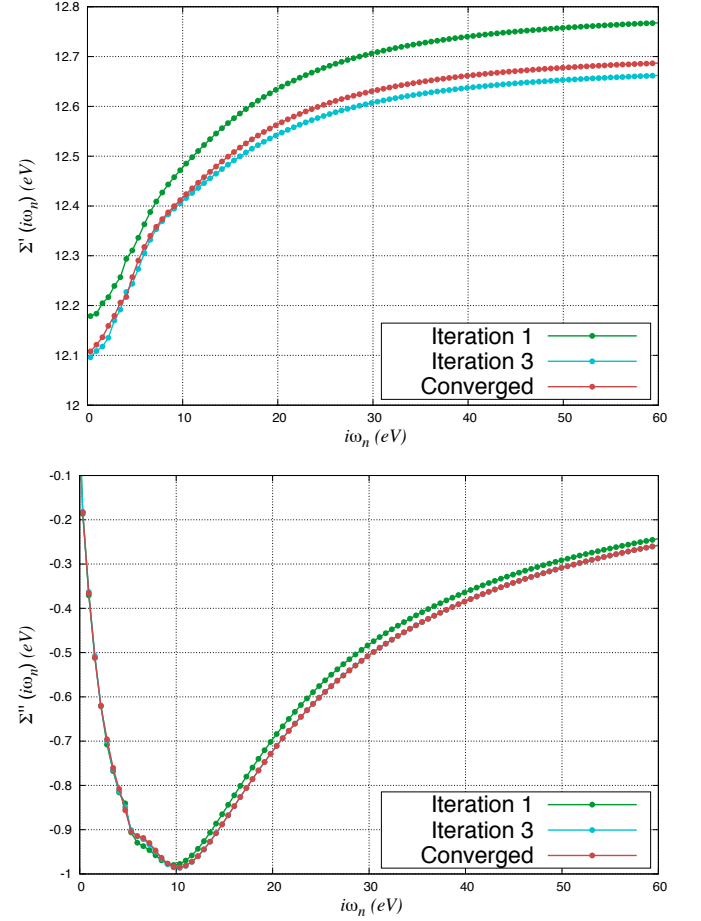 12.8
12.7
12.6
12.5
12.4
12.3
12.2
12.1
12
Σ' (iωn) (eV)
Iteration 1
Iteration 3
Converged
0 10 20 30 40 50 60
iωn (eV)
-0.1
-0.2
-0.3
-0.4
-0.5
-0.6
-0.7
-0.8
-0.9
-1
Σ'' (iωn) (eV)
Iteration 1
Iteration 3
Converged
0 10 20 30 40 50 60
iωn (eV)